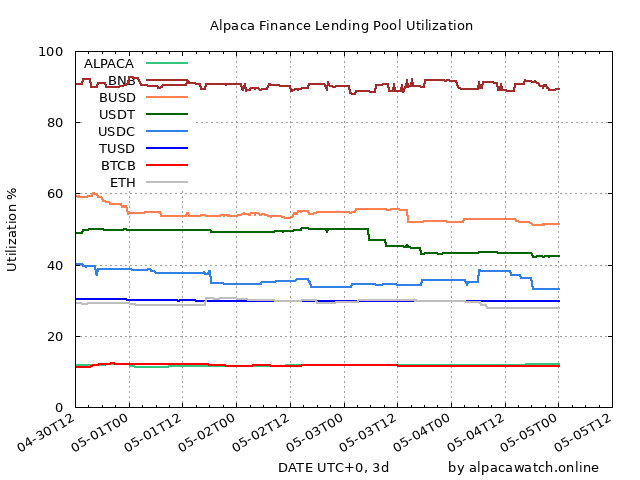 Alpaca Finance Lending Pool Utilization
100
80
60
40
20
0
Utilization %
ALPACA
BNB
BUSD
USDT
USDC
TUSD
BTCB
ETH
04-30T12
05-01T00
05-01T12
05-02T00
05-02T12
05-03T00
05-03T12
05-04T00
05-04T12
05-05T00
05-05T12
DATE UTC+0, 3d
by alpacawatch.online